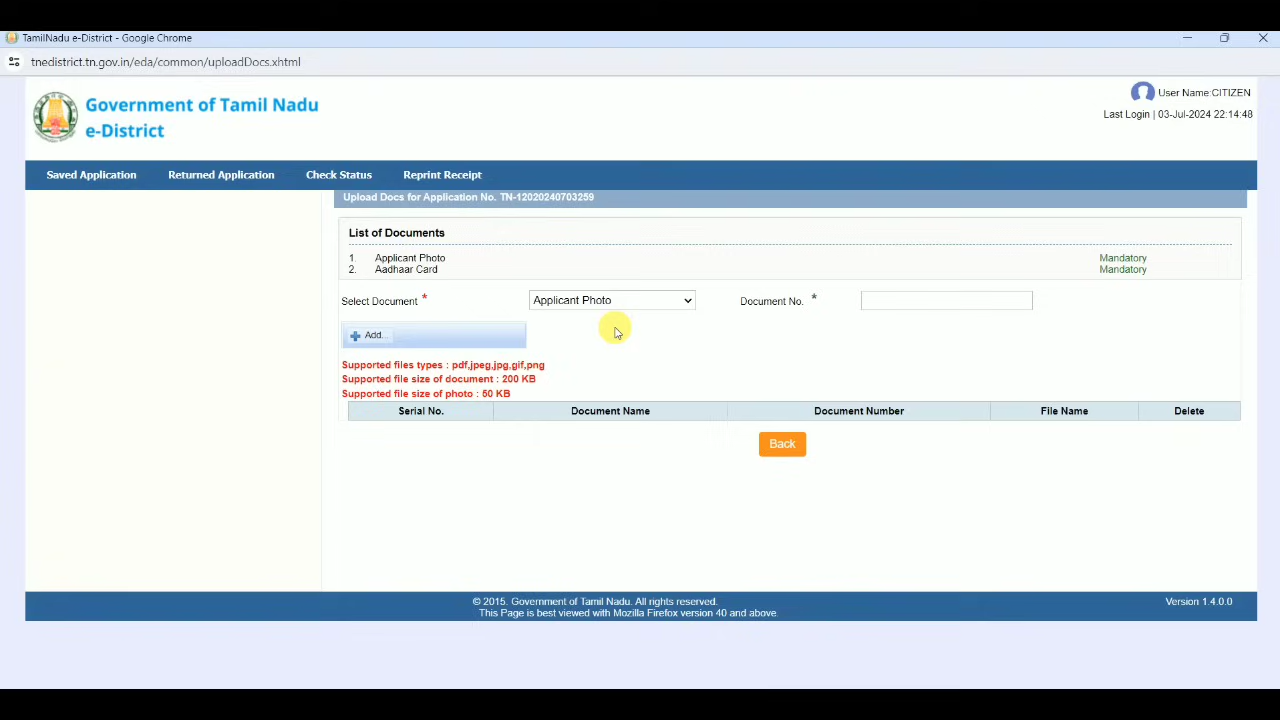 TamilNadu e-District - Google Chrome
tnedistrict.tn.gov.in/eda/common/uploadDocs.xhtml
Government of Tamil Nadu
e-District
User Name:CITIZEN
Last Login | 03-Jul-2024 22:14:48
Saved Application Returned Application Check Status Reprint Receipt
Upload Docs for Application No. TN-12020240703259
List of Documents
1. Applicant Photo Mandatory
2. Aadhaar Card Mandatory
Select Document * Applicant Photo Document No. *
Add...
Supported files types : pdf,jpeg,jpg,gif,png
Supported file size of document : 200 KB
Supported file size of photo : 50 KB
Serial No. Document Name Document Number File Name Delete
Back
© 2015. Government of Tamil Nadu. All rights reserved. Version 1.4.0.0
This Page is best viewed with Mozilla Firefox version 40 and above.